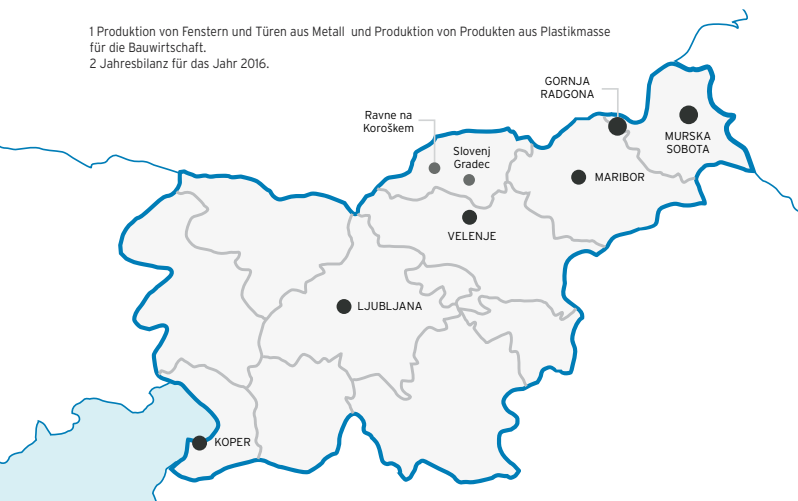 1 Produktion von Fenstern und Türen aus Metall und Produktion von Produkten aus Plastikmasse
für die Bauwirtschaft.
2 Jahresbilanz für das Jahr 2016.
GORNJA
RADGONA
Ravne na
Koroškem
MURSKA
SOBOTA
Slovenj
Gradec
MARIBOR
VELENJE
LJUBLJANA
KOPER